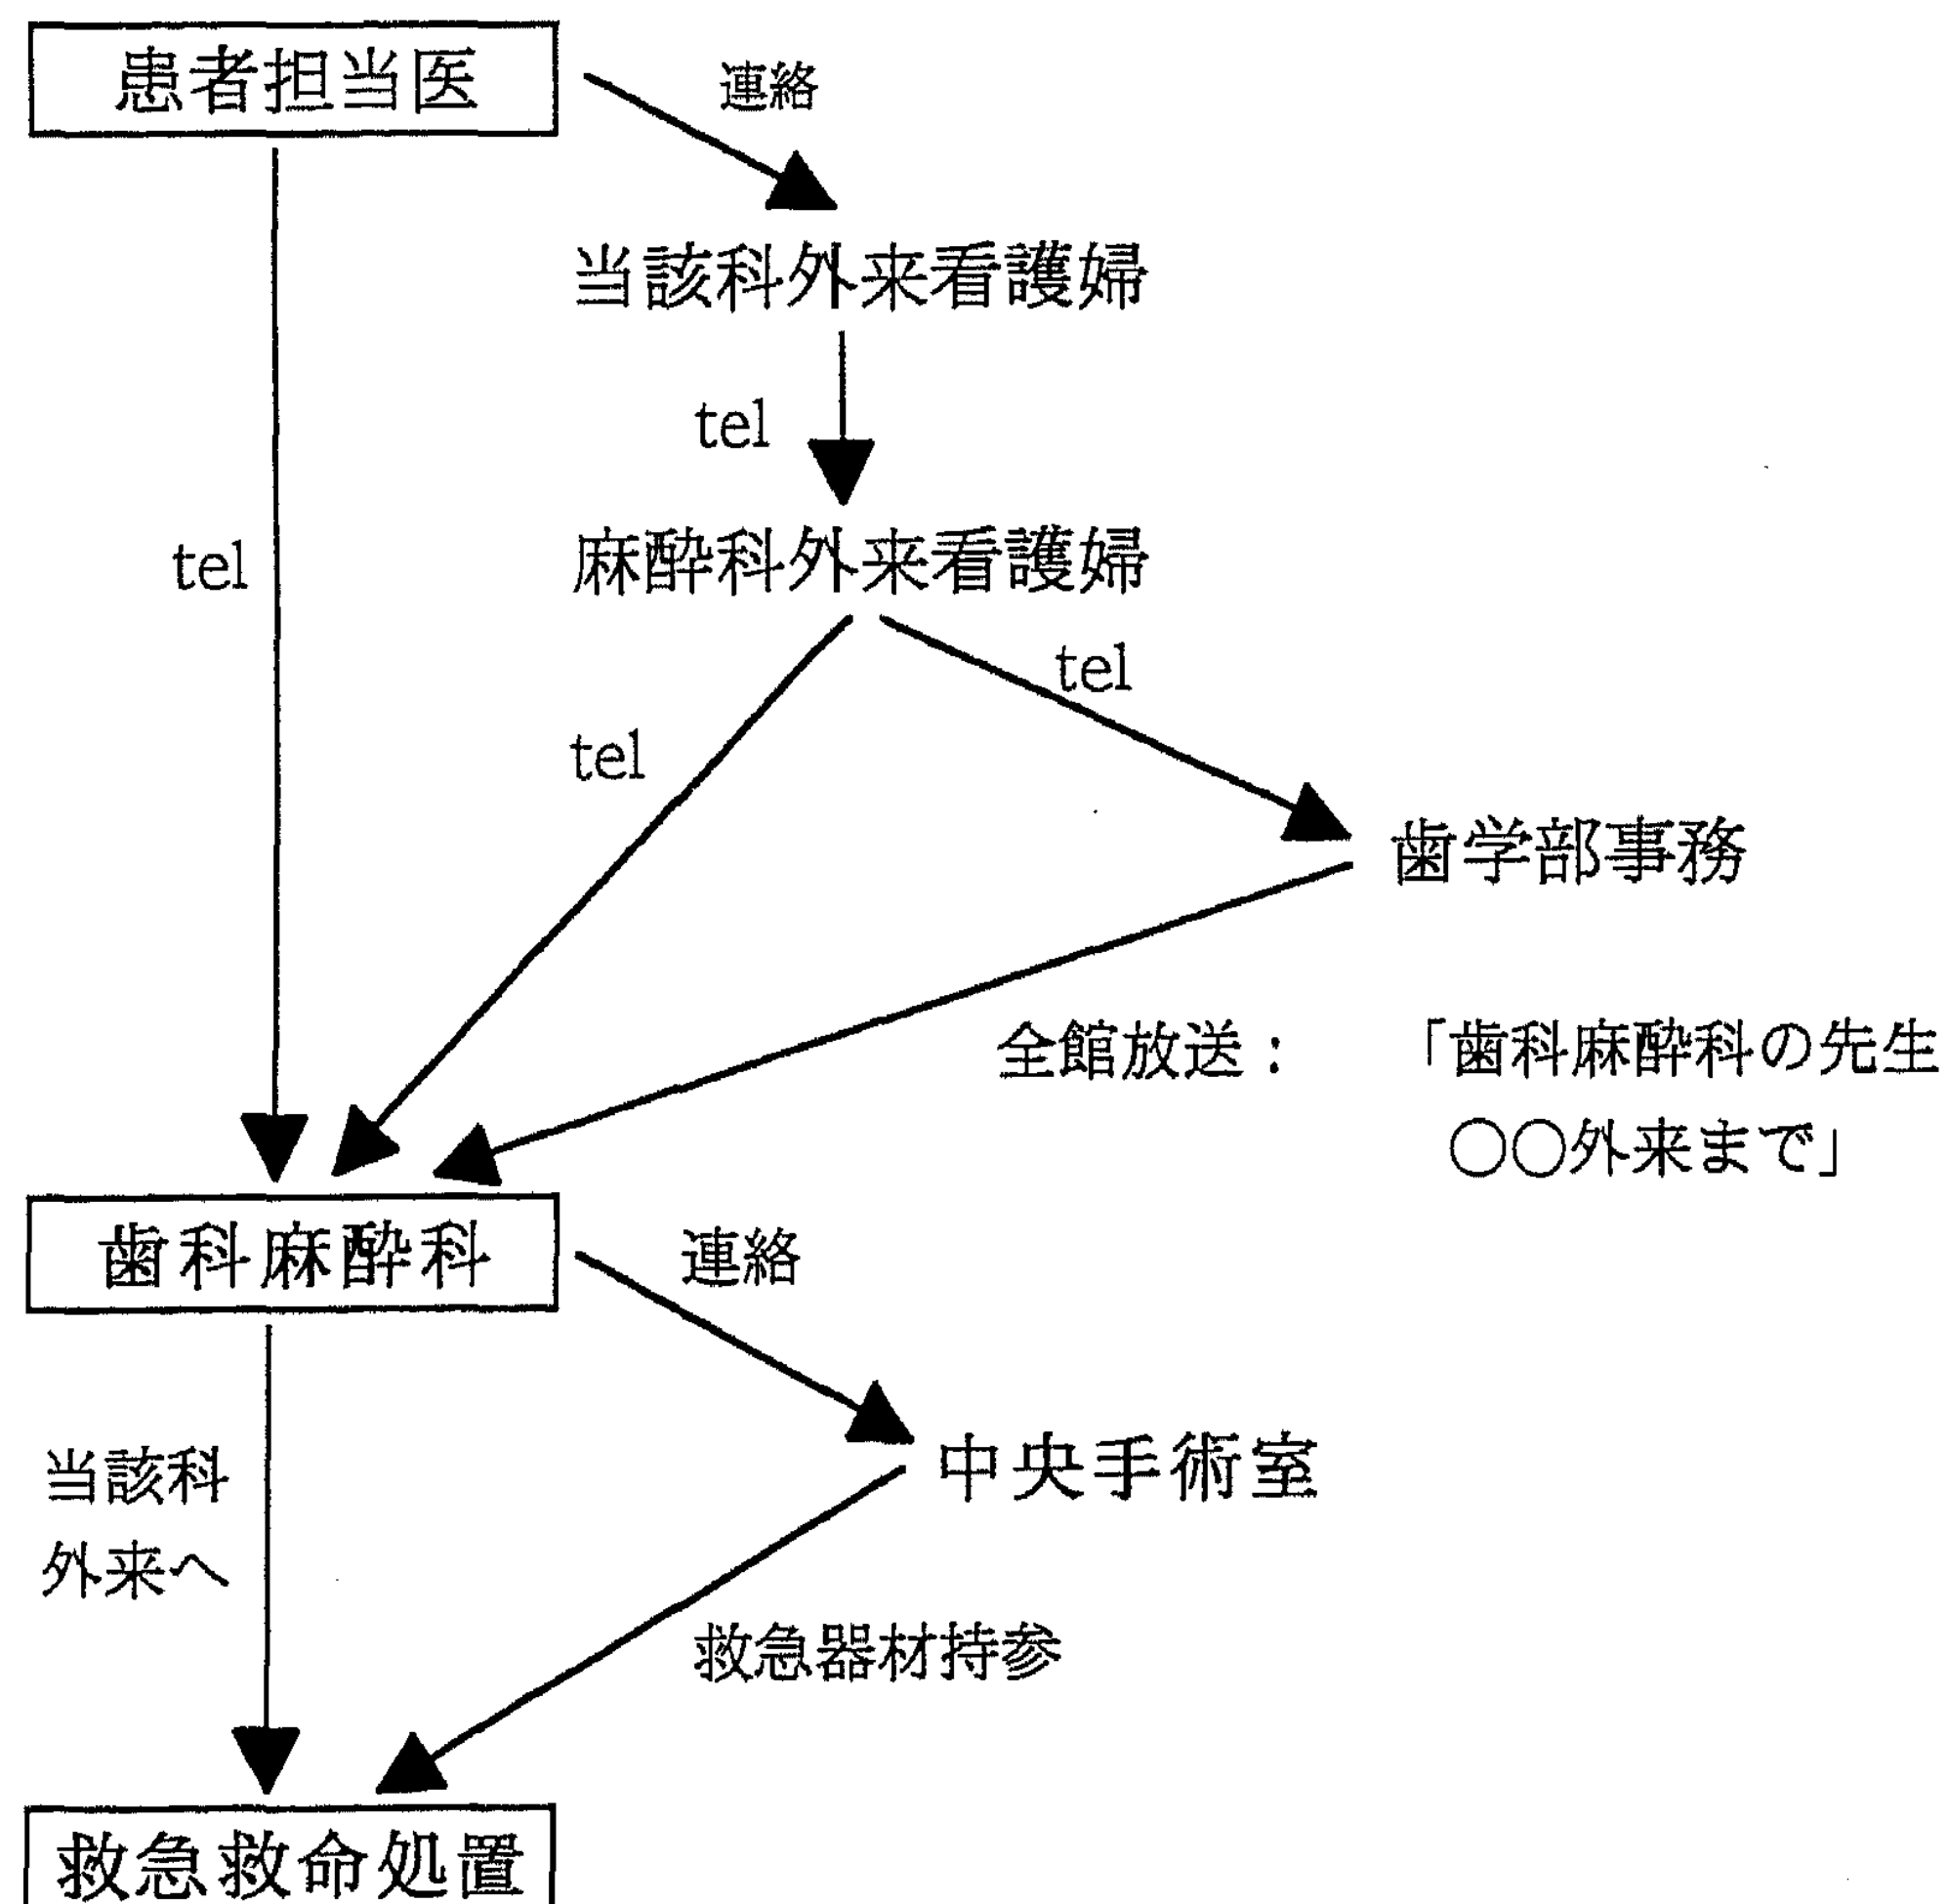 患者担当医
連絡
当該科外来看護婦
tel
麻酔科外来看護婦
tel
tel
tel
歯学部事務
全館放送： 「歯科麻酔科の先生
○○外来まで」
歯科麻酔科
連絡
中央手術室
当該科
外来へ
救急器材持参
救急救命処置